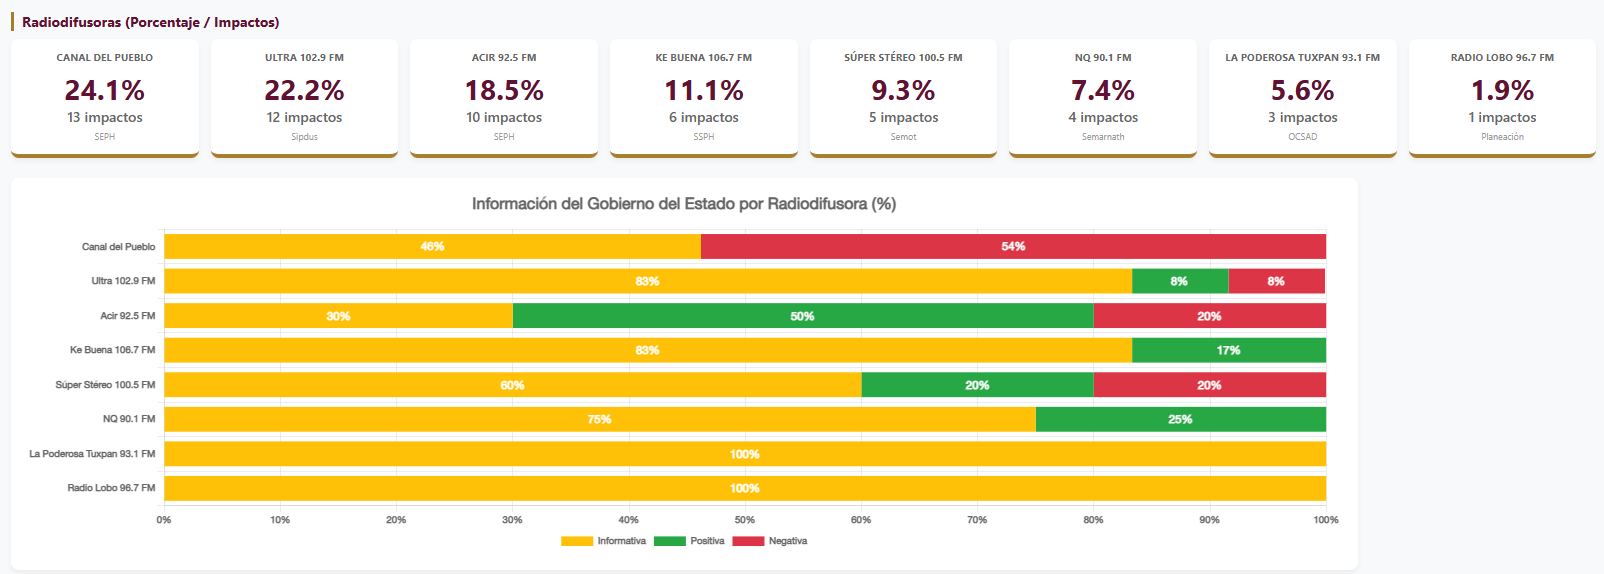 Radiodifusoras (Porcentaje / Impactos)
CANAL DEL PUEBLO
24.1%
13 impactos
SEPH
ULTRA 102.9 FM
22.2%
12 impactos
Sipdus
ACIR 92.5 FM
18.5%
10 impactos
SEPH
KE BUENA 106.7 FM
11.1%
6 impactos
SSPH
SÚPER STÉREO 100.5 FM
9.3%
5 impactos
Semot
NQ 90.1 FM
7.4%
4 impactos
Semarnath
LA PODEROSA TUXPAN 93.1 FM
5.6%
3 impactos
OCSAD
RADIO LOBO 96.7 FM
1.9%
1 impactos
Planeación
Información del Gobierno del Estado por Radiodifusora (%)
Canal del Pueblo 46% 54%
Ultra 102.9 FM 83% 8% 8%
Acir 92.5 FM 30% 50% 20%
Ke Buena 106.7 FM 83% 17%
Súper Stéreo 100.5 FM 60% 20% 20%
NQ 90.1 FM 75% 25%
La Poderosa Tuxpan 93.1 FM 100%
Radio Lobo 96.7 FM 100%
0% 10% 20% 30% 40% 50% 60% 70% 80% 90% 100%
Informativa Positiva Negativa